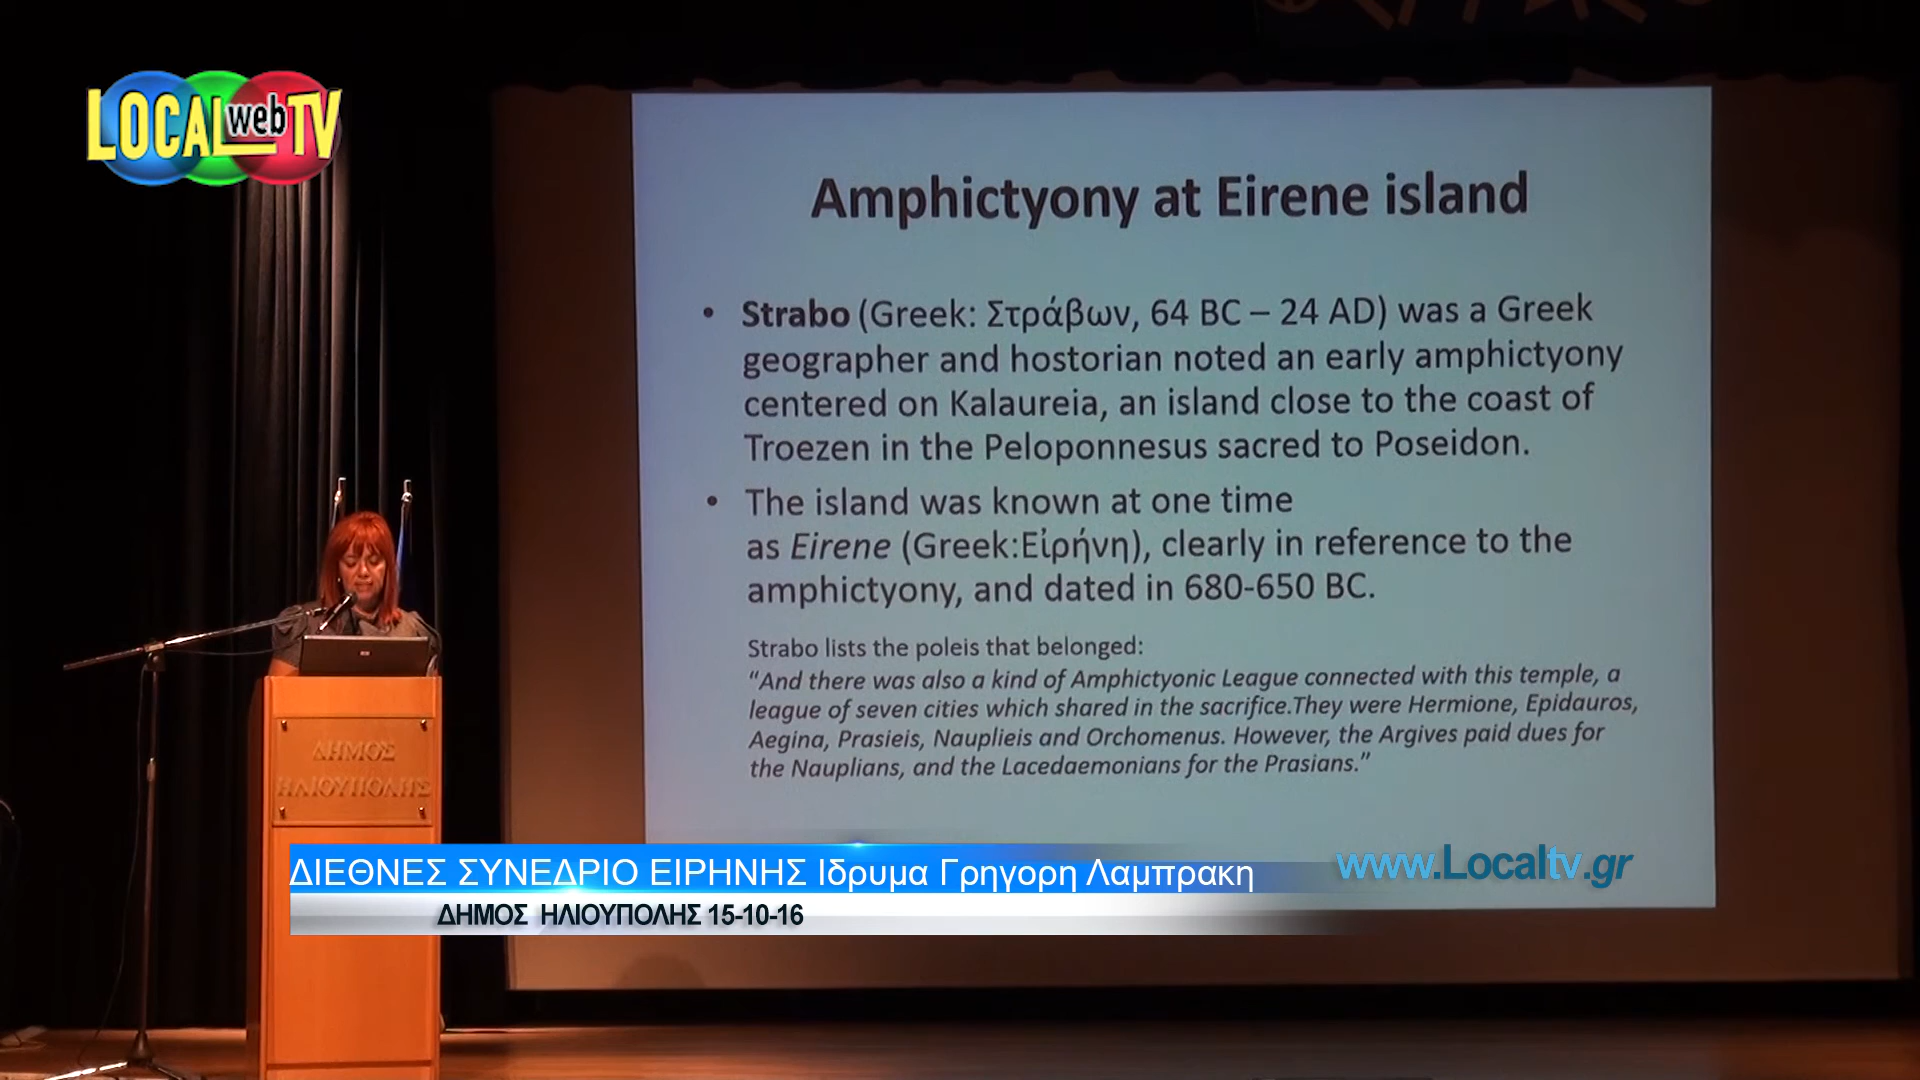 LOCAL web TV
Amphictyony at Eirene island
• Strabo (Greek: Στράβων, 64 BC – 24 AD) was a Greek
geographer and hostorian noted an early amphictyony
centered on Kalaureia, an island close to the coast of
Troezen in the Peloponnesus sacred to Poseidon.
• The island was known at one time
as Eirene (Greek:Εἰρήνη), clearly in reference to the
amphictyony, and dated in 680-650 BC.
Strabo lists the poleis that belonged:
“And there was also a kind of Amphictyonic League connected with this temple, a
league of seven cities which shared in the sacrifice.They were Hermione, Epidauros,
Aegina, Prasieis, Nauplieis and Orchomenus. However, the Argives paid dues for
the Nauplians, and the Lacedaemonians for the Prasians.”
ΔΗΜΟΣ
ΗΛΙΟΥΠΟΛΗΣ
ΔΙΕΘΝΕΣ ΣΥΝΕΔΡΙΟ ΕΙΡΗΝΗΣ Ιδρυμα Γρηγορη Λαμπρακη
www.Localtv.gr
ΔΗΜΟΣ ΗΛΙΟΥΠΟΛΗΣ 15-10-16